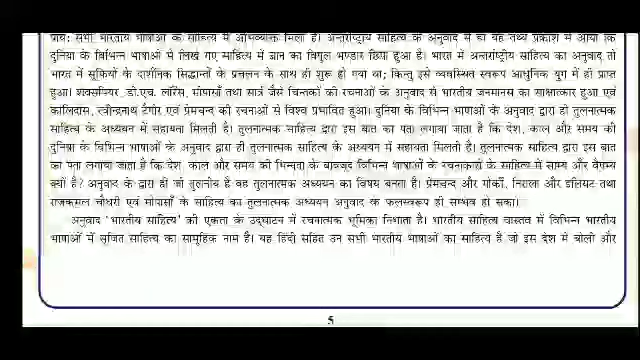 प्राय: सभी भारतीय भाषाओं के साहित्य में अभिव्यक्ति मिली है। अन्तर्राष्ट्रीय साहित्य के अनुवाद से ही यह तथ्य प्रकाश में आया कि
दुनिया के विभिन्न भाषाओं में लिखे गए साहित्य में ज्ञान का विपुल भण्डार छिपा हुआ है। भारत में अन्तर्राष्ट्रीय साहित्य का अनुवाद तो
भारत में सूफियों के दार्शनिक सिद्धान्तों के प्रचलन के साथ ही शुरू हो गया था; किन्तु इसे व्यवस्थित स्वरूप आधुनिक युग में ही प्राप्त
हुआ। शेक्सपियर, डी.एच. लॉरेंस, मोपासाँ तथा सार्त्र जैसे चिन्तकों की रचनाओं के अनुवाद से भारतीय जनमानस का साक्षात्कार हुआ एवं
कालिदास, रवीन्द्रनाथ टैगोर एवं प्रेमचन्द की रचनाओं से विश्व प्रभावित हुआ। दुनिया के विभिन्न भाषाओं के अनुवाद द्वारा ही तुलनात्मक
साहित्य के अध्ययन में सहायता मिलती है। तुलनात्मक साहित्य द्वारा इस बात का पता लगाया जाता है कि देश, काल और समय की
दुनिया के विभिन्न भाषाओं के अनुवाद द्वारा ही तुलनात्मक साहित्य के अध्ययन में सहायता मिलती है। तुलनात्मक साहित्य द्वारा इस बात
का पता लगाया जाता है कि देश, काल और समय की भिन्नता के बावजूद विभिन्न भाषाओं के रचनाकारों के साहित्य में साम्य और वैषम्य
क्यों है? अनुवाद के द्वारा ही जो तुलनीय है वह तुलनात्मक अध्ययन का विषय बनता है। प्रेमचन्द और गोर्की, निराला और इलियट तथा
राजकमल चौधरी एवं मोपासाँ के साहित्य का तुलनात्मक अध्ययन अनुवाद के फलस्वरूप ही सम्भव हो सका।
अनुवाद 'भारतीय साहित्य' की एकता के उद्घाटन में रचनात्मक भूमिका निभाता है। भारतीय साहित्य वास्तव में विभिन्न भारतीय
भाषाओं में सृजित साहित्य का सामूहिक नाम है। यह हिंदी सहित उन सभी भारतीय भाषाओं का साहित्य है जो इस देश में बोली और
5